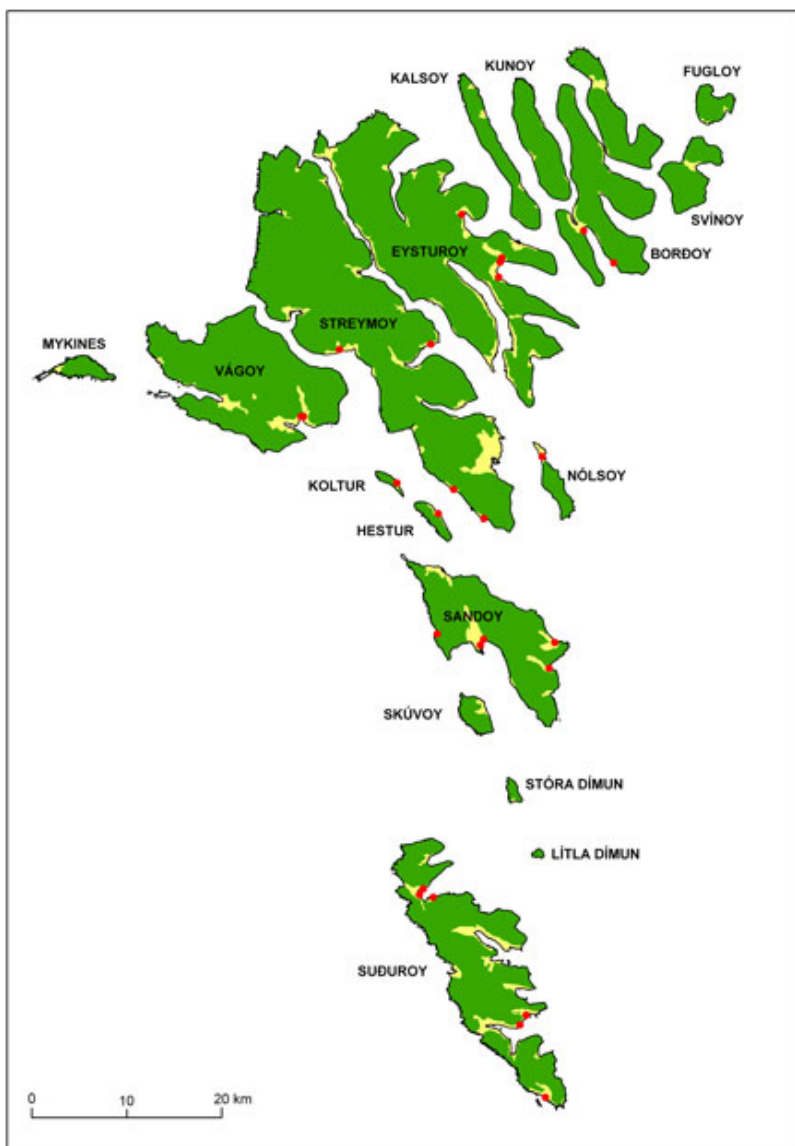 KUNOY
KALSOY
FUGLOY
SVÍNOY
EYSTUROY
BORÐOY
STREYMOY
MYKINES
VÁGOY
NÓLSOY
KOLTUR
HESTUR
SANDOY
SKÚVOY
STÓRA DÍMUN
LÍTLA DÍMUN
SUÐUROY
0 10 20 km